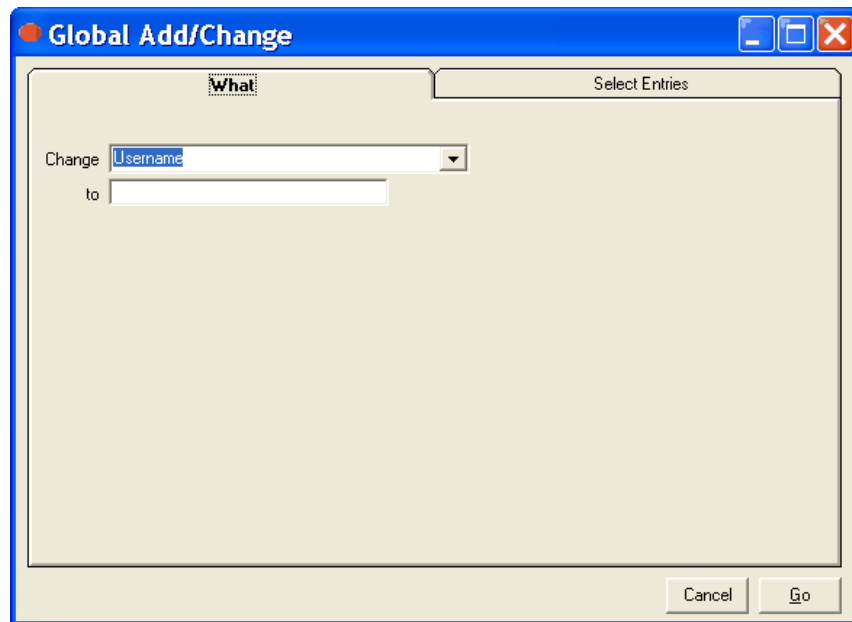 Global Add/Change
What Select Entries
Change Username
to
Cancel Go